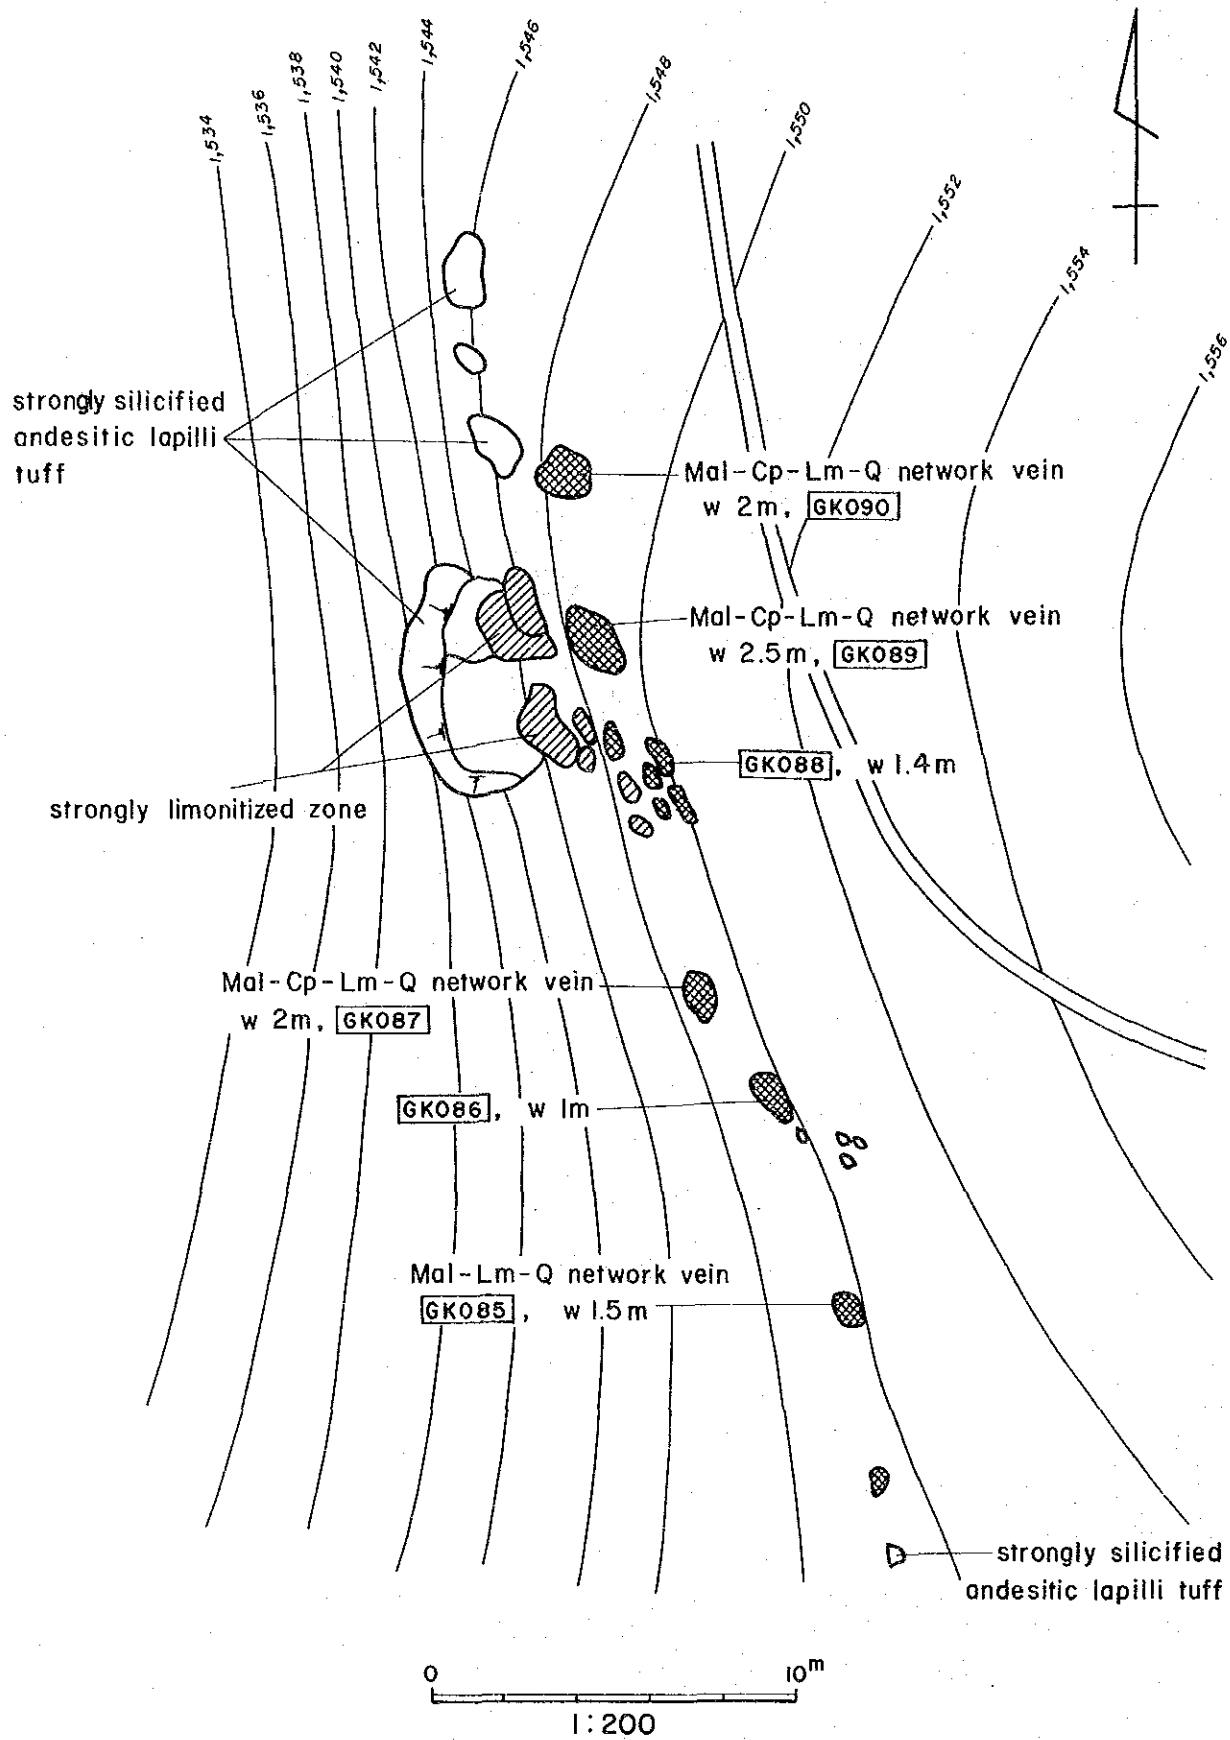 1,534
1,536
1,538
1,540
1,542
1,544
1,546
1,548
1,550
1,552
1,554
1,556
strongly silicified
andesitic lapilli
tuff
Mal-Cp-Lm-Q network vein
w 2m, GK090
Mal-Cp-Lm-Q network vein
w 2.5m, GK089
GK088, w 1.4m
strongly limonitized zone
Mal-Cp-Lm-Q network vein
w 2m, GK087
GK086, w 1m
Mal-Lm-Q network vein
GK085, w 1.5m
strongly silicified
andesitic lapilli tuff
0 10m
1:200